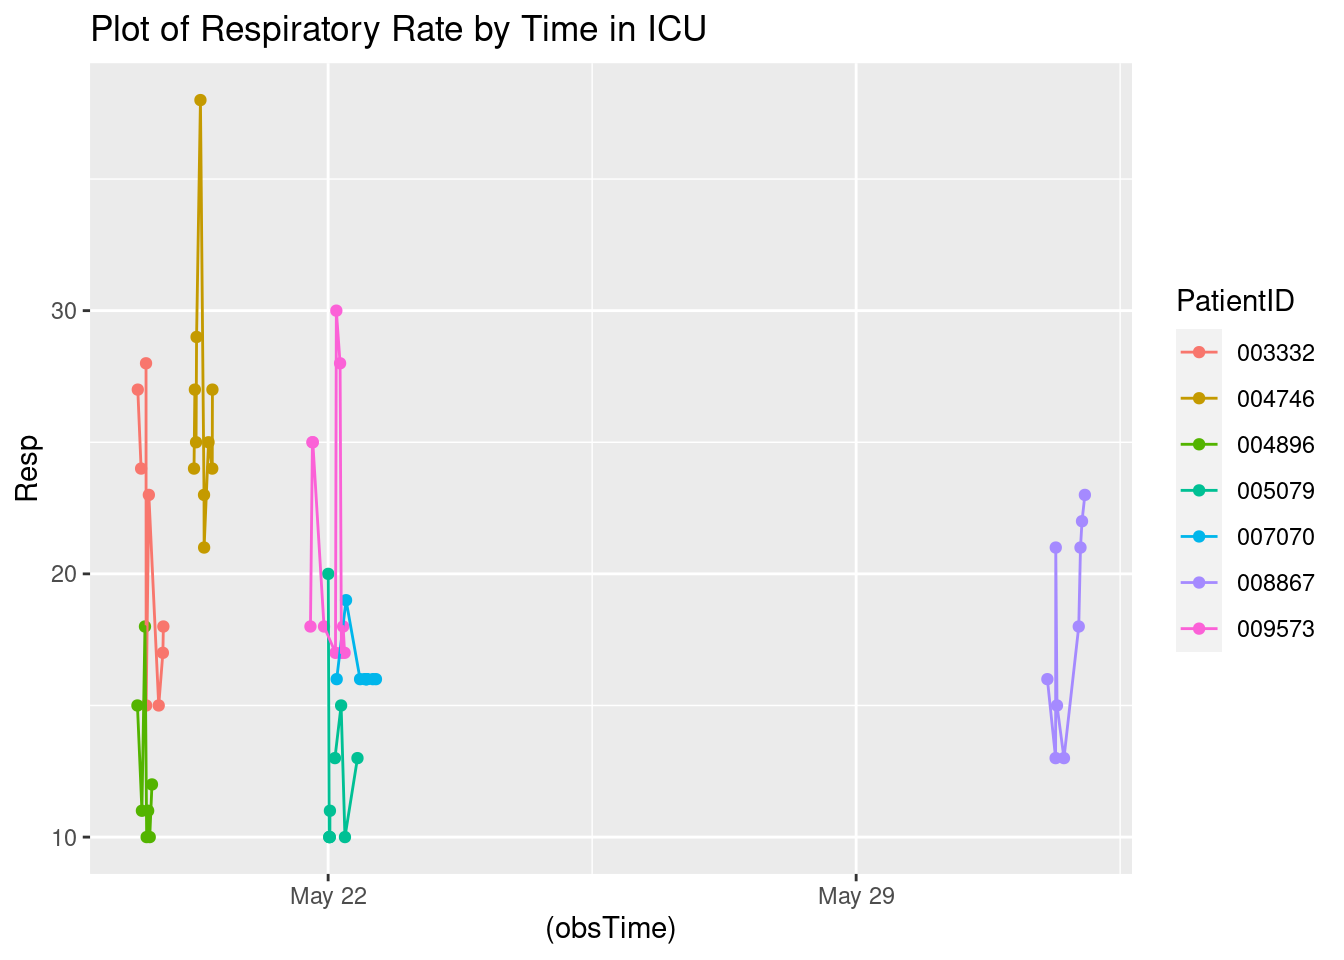 Plot of Respiratory Rate by Time in ICU
Resp
30
20
10
May 22
May 29
(obsTime)
PatientID
003332
004746
004896
005079
007070
008867
009573